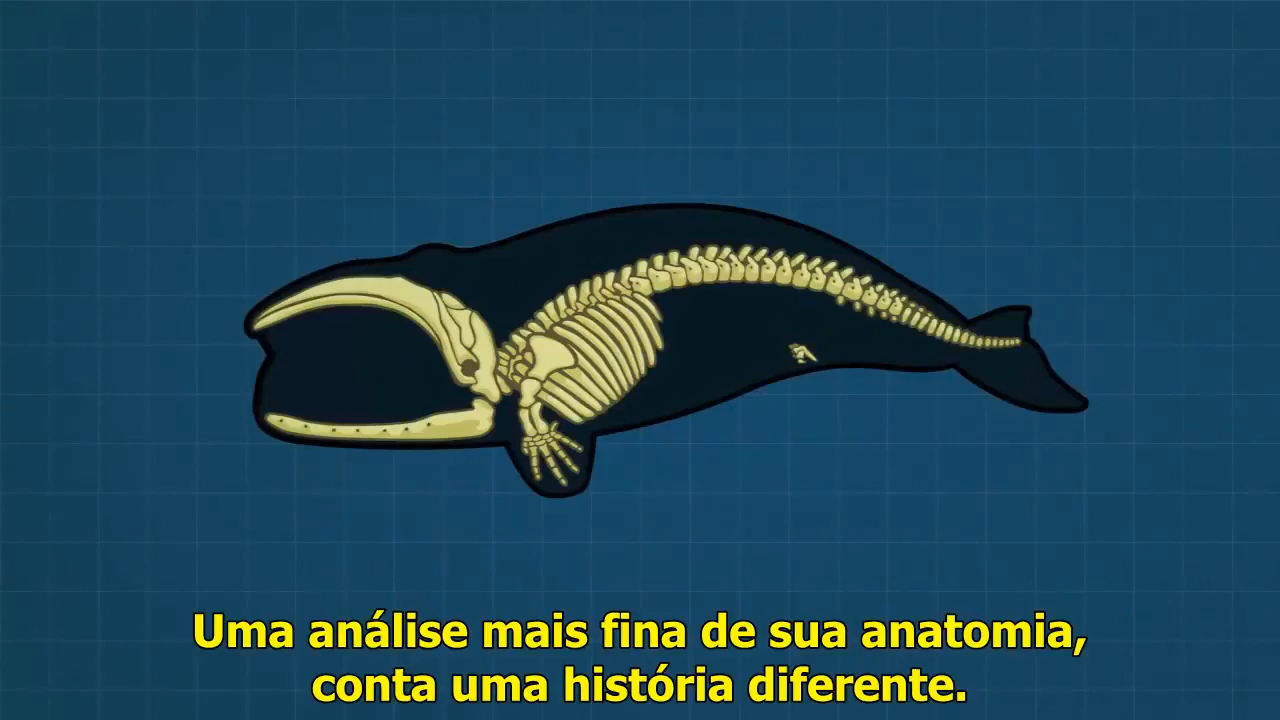 Uma análise mais fina de sua anatomia,
conta uma história diferente.